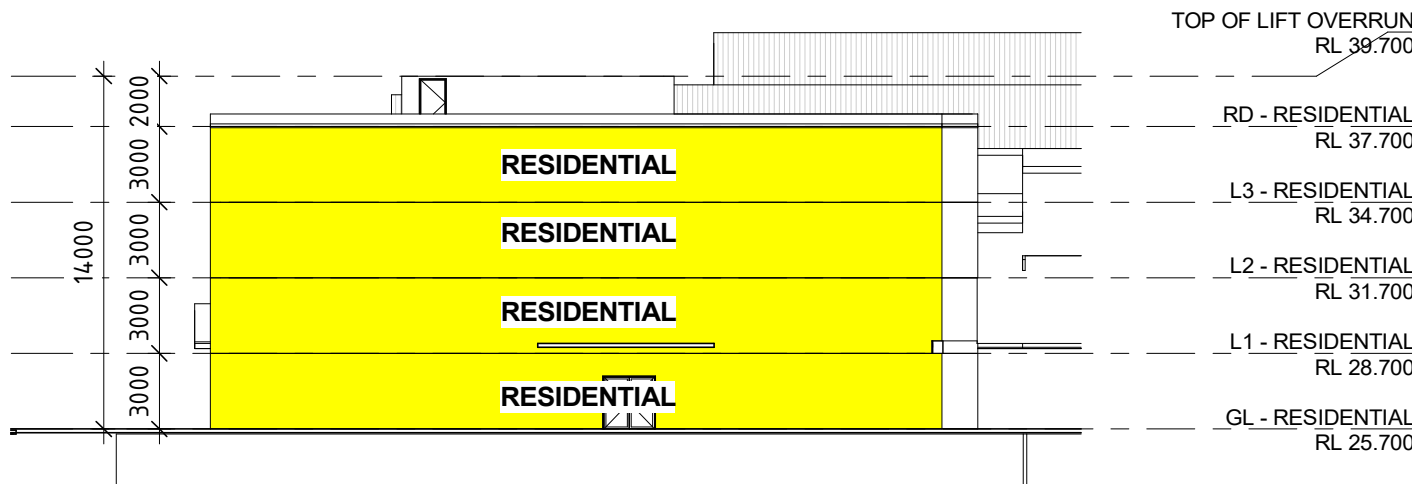 TOP OF LIFT OVERRUN
RL 39.700
2000
RD - RESIDENTIAL
RL 37.700
3000
RESIDENTIAL
L3 - RESIDENTIAL
RL 34.700
3000
RESIDENTIAL
14000
L2 - RESIDENTIAL
RL 31.700
3000
RESIDENTIAL
L1 - RESIDENTIAL
RL 28.700
3000
RESIDENTIAL
GL - RESIDENTIAL
RL 25.700